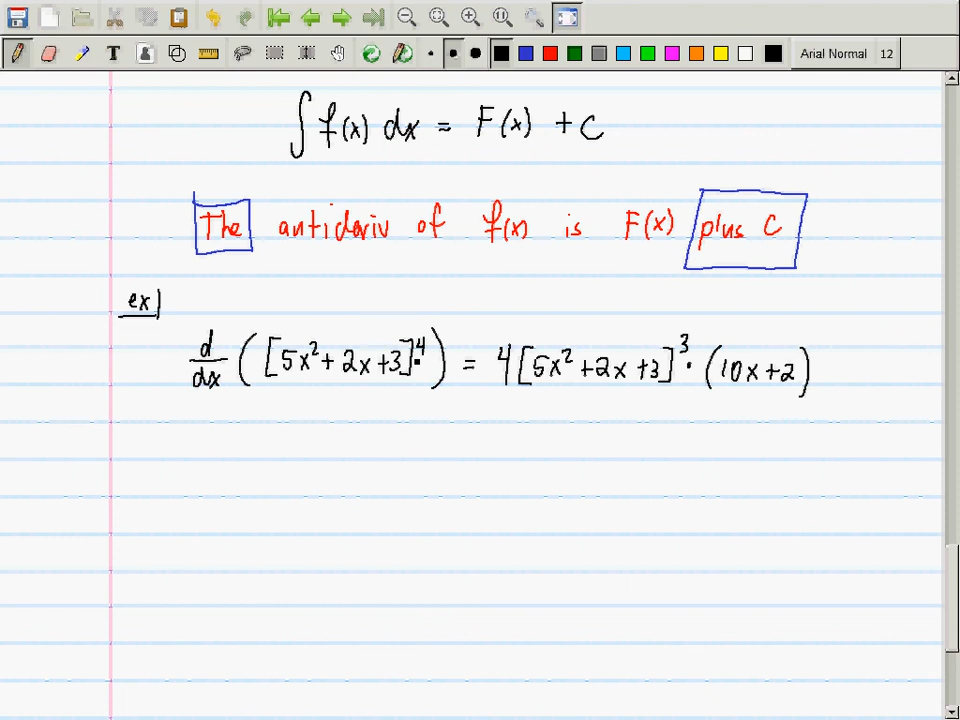 T Arial Normal 12
∫ f(x) dx = F(x) + C
The antideriv of f(x) is F(x) plus C
ex)
d/dx ([5x²+2x+3]⁴) = 4[5x²+2x+3]³·(10x+2)